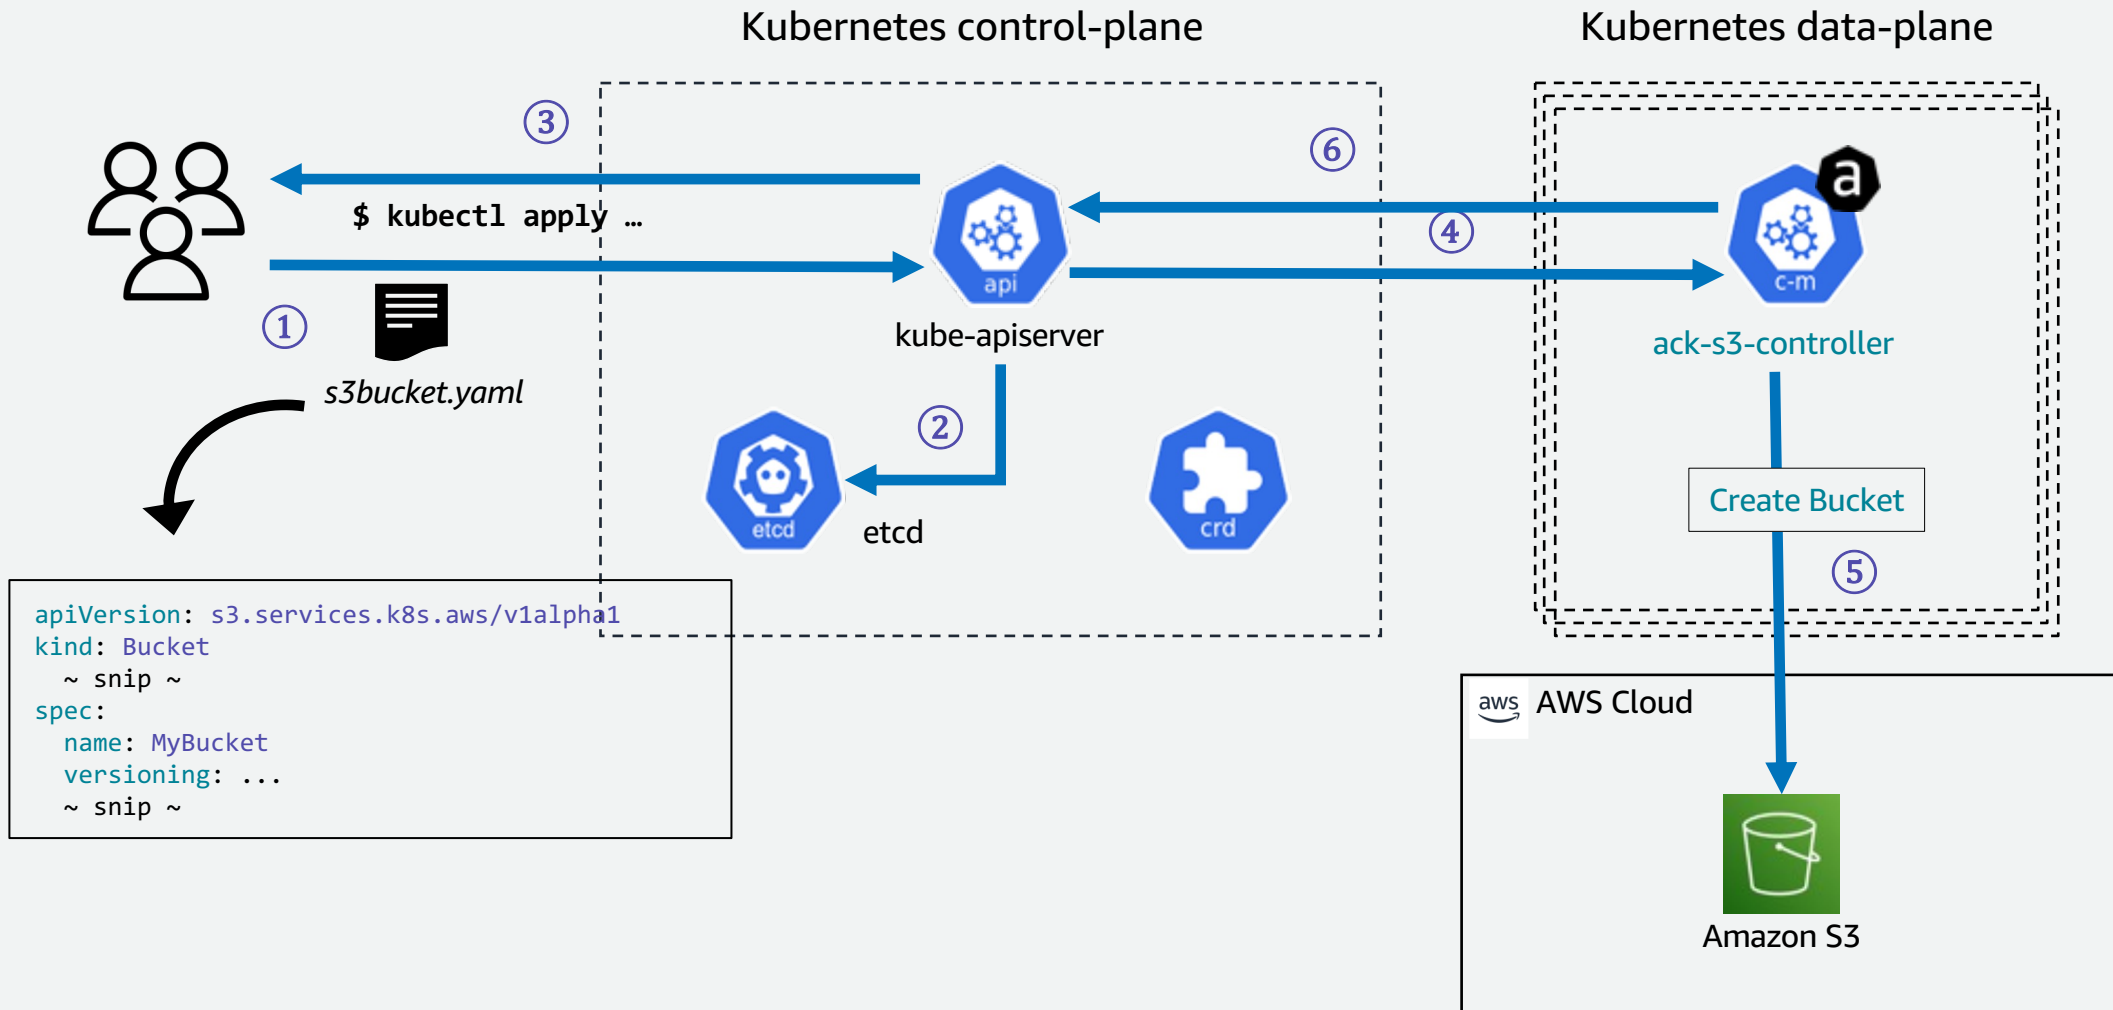 Kubernetes control-plane
Kubernetes data-plane
③
⑥
$ kubectl apply …
④
a
api
c-m
①
kube-apiserver
ack-s3-controller
s3bucket.yaml
②
etcd
etcd
crd
Create Bucket
⑤
apiVersion: s3.services.k8s.aws/v1alpha1
kind: Bucket
~ snip ~
spec:
name: MyBucket
versioning: ...
~ snip ~
aws
AWS Cloud
Amazon S3